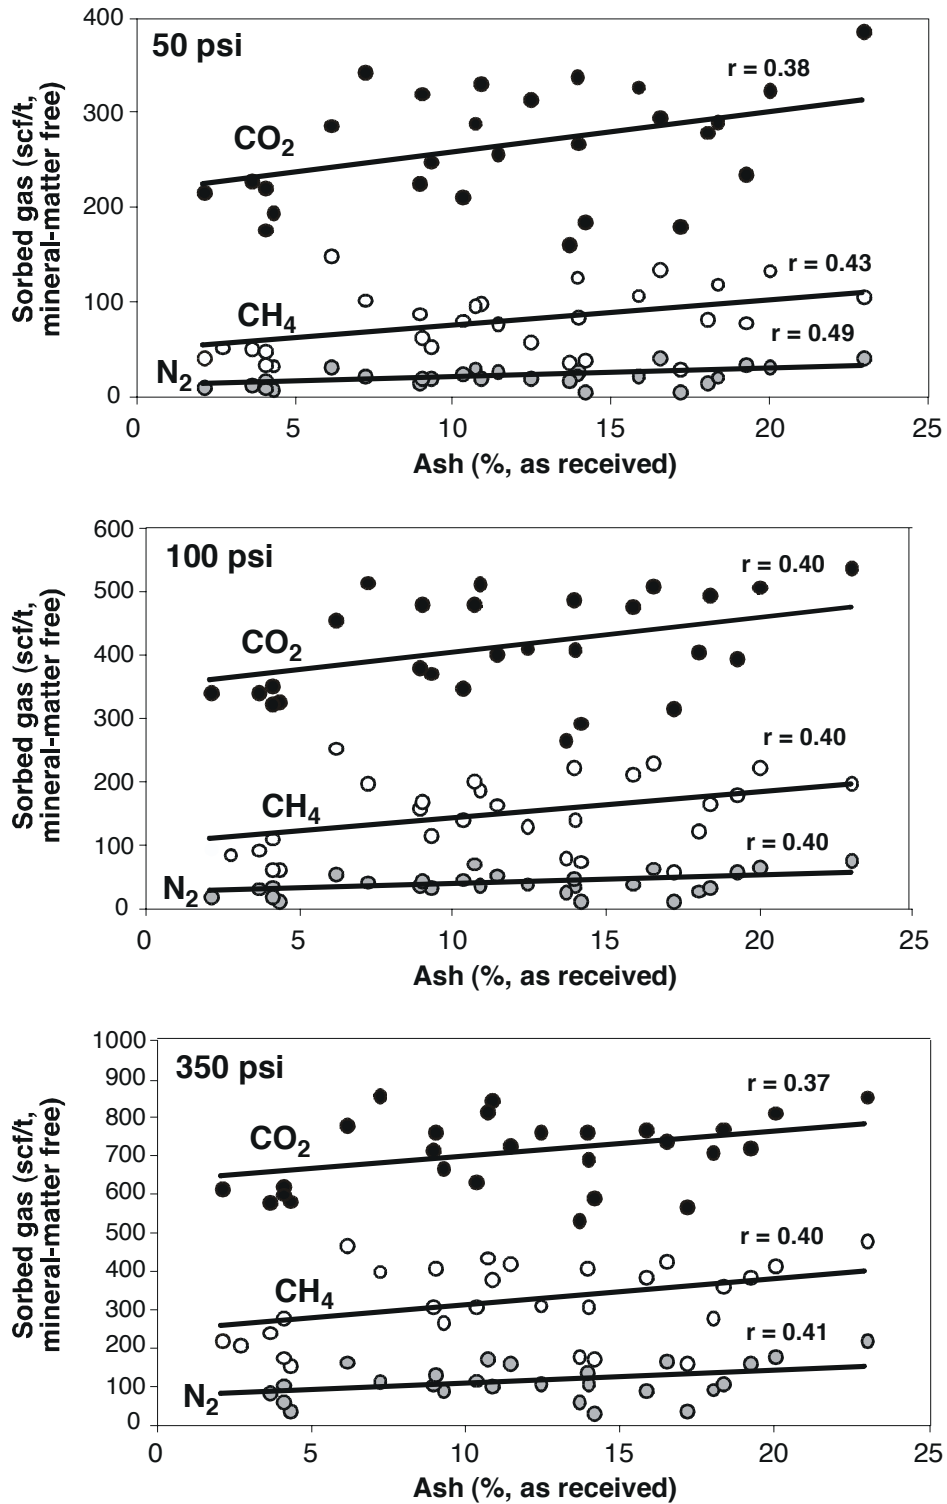 400
50 psi
r = 0.38
300
CO2
200
r = 0.43
100
CH4
r = 0.49
N2
0
0 5 10 15 20 25
Sorbed gas (scf/t,
mineral-matter free)
Ash (%, as received)
600
100 psi
r = 0.40
500
CO2
400
300
r = 0.40
200
CH4
100
r = 0.40
N2
0
0 5 10 15 20 25
Sorbed gas (scf/t,
mineral-matter free)
Ash (%, as received)
1000
350 psi
900
r = 0.37
800
CO2
700
600
500
r = 0.40
400
CH4
300
r = 0.41
200
100
N2
0
0 5 10 15 20 25
Sorbed gas (scf/t,
mineral-matter free)
Ash (%, as received)